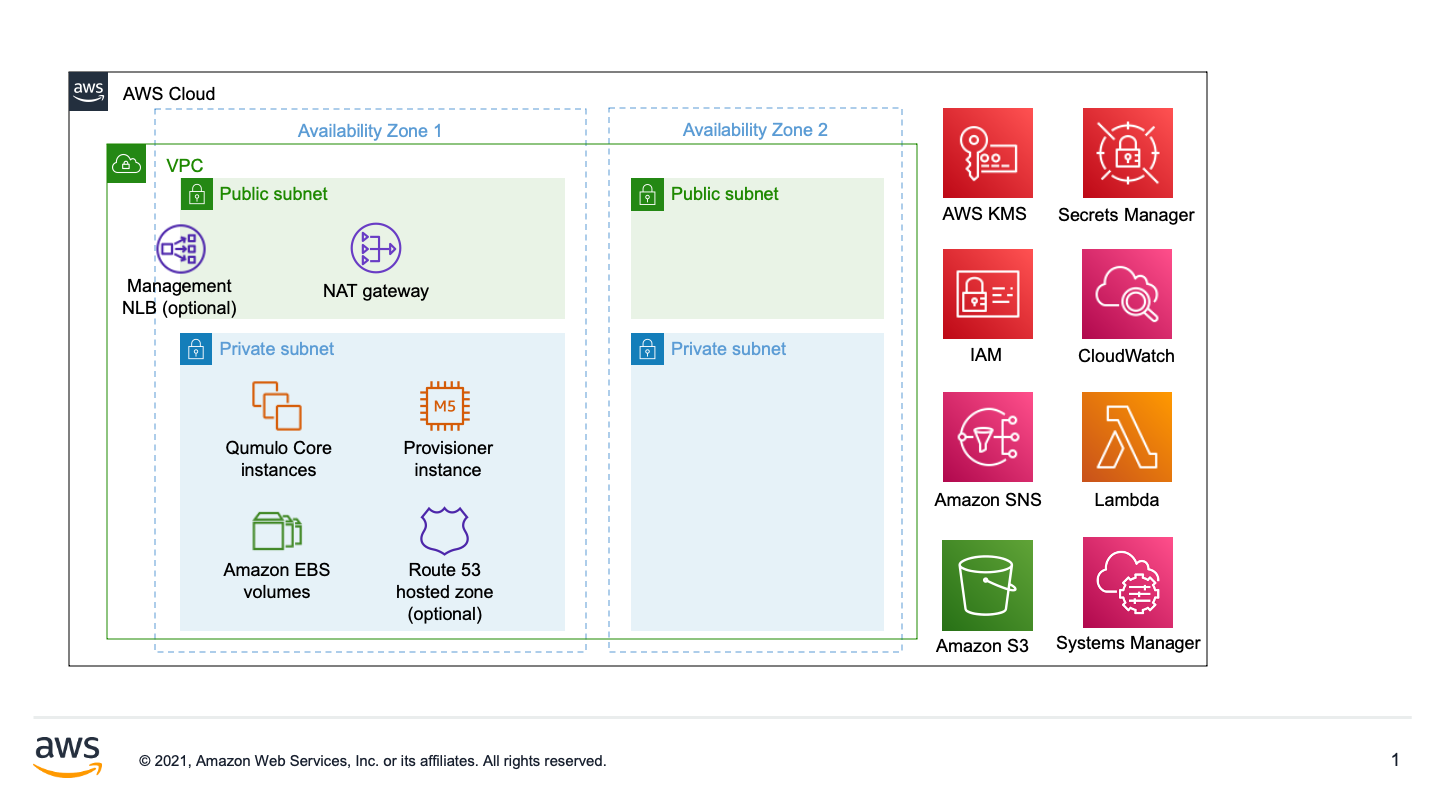 aws
AWS Cloud
Availability Zone 1
Availability Zone 2
VPC
Public subnet
Public subnet
Management
NLB (optional)
NAT gateway
Private subnet
Private subnet
Qumulo Core
instances
M5
Provisioner
instance
Amazon EBS
volumes
Route 53
hosted zone
(optional)
AWS KMS
Secrets Manager
IAM
CloudWatch
Amazon SNS
Lambda
Amazon S3
Systems Manager
aws
© 2021, Amazon Web Services, Inc. or its affiliates. All rights reserved.
1